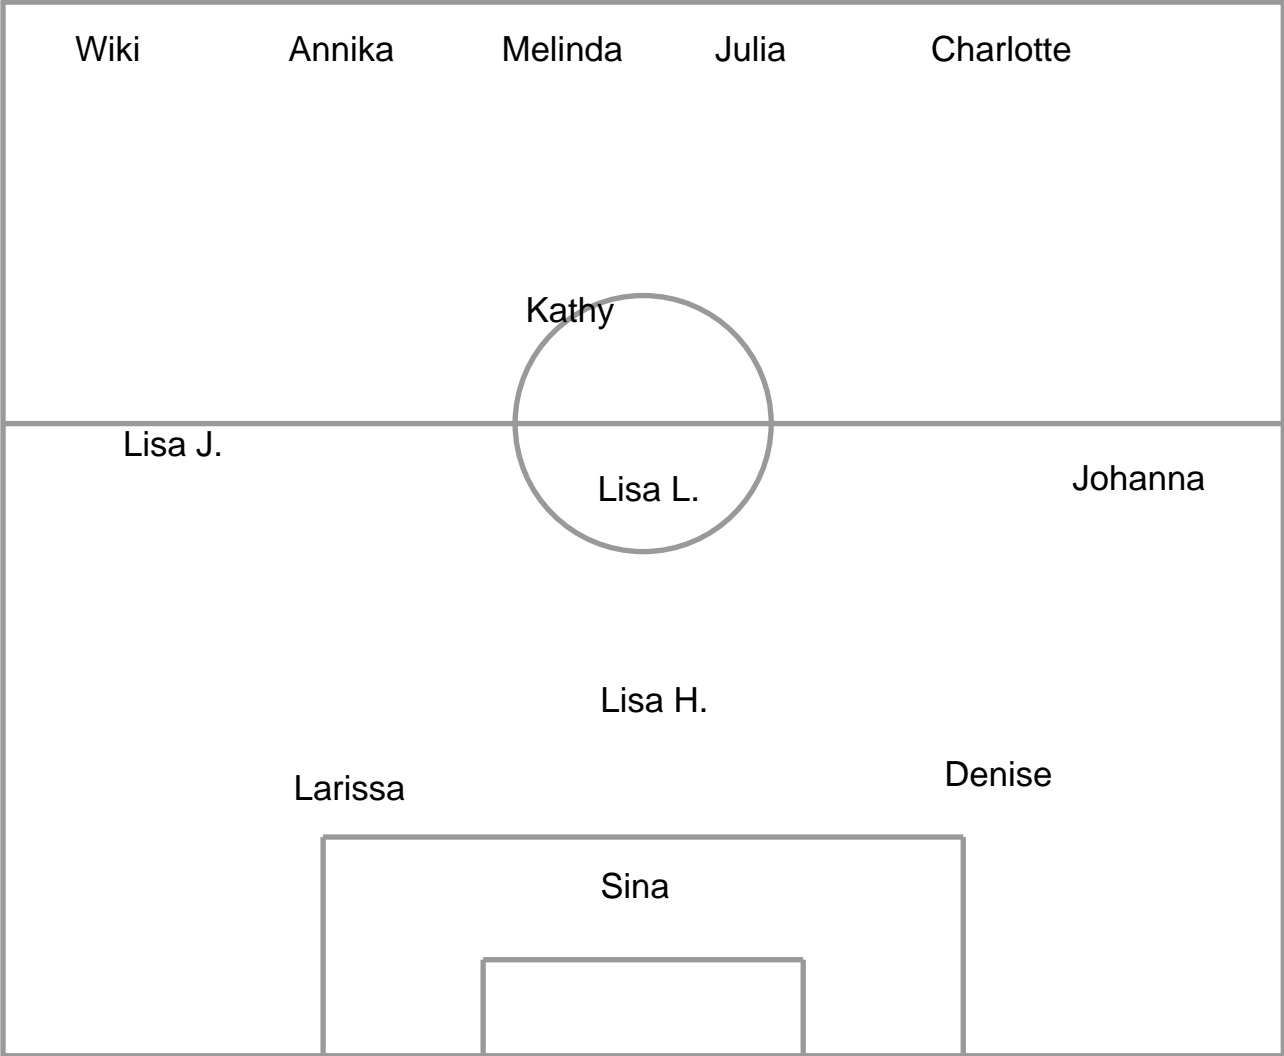 Wiki Annika Melinda Julia Charlotte
Kathy
Lisa J.
Johanna
Lisa L.
Lisa H.
Denise
Larissa
Sina